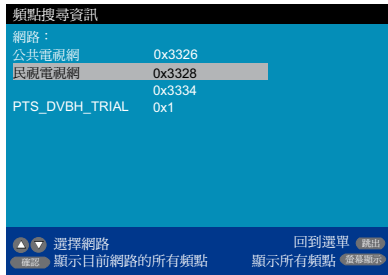 頻點搜尋資訊
網路：
公共電視網 0x3326
民視電視網 0x3328
0x3334
PTS_DVBH_TRIAL 0x1
選擇網路 回到選單 跳出
確認 顯示目前網路的所有頻點 顯示所有頻點 螢幕顯示